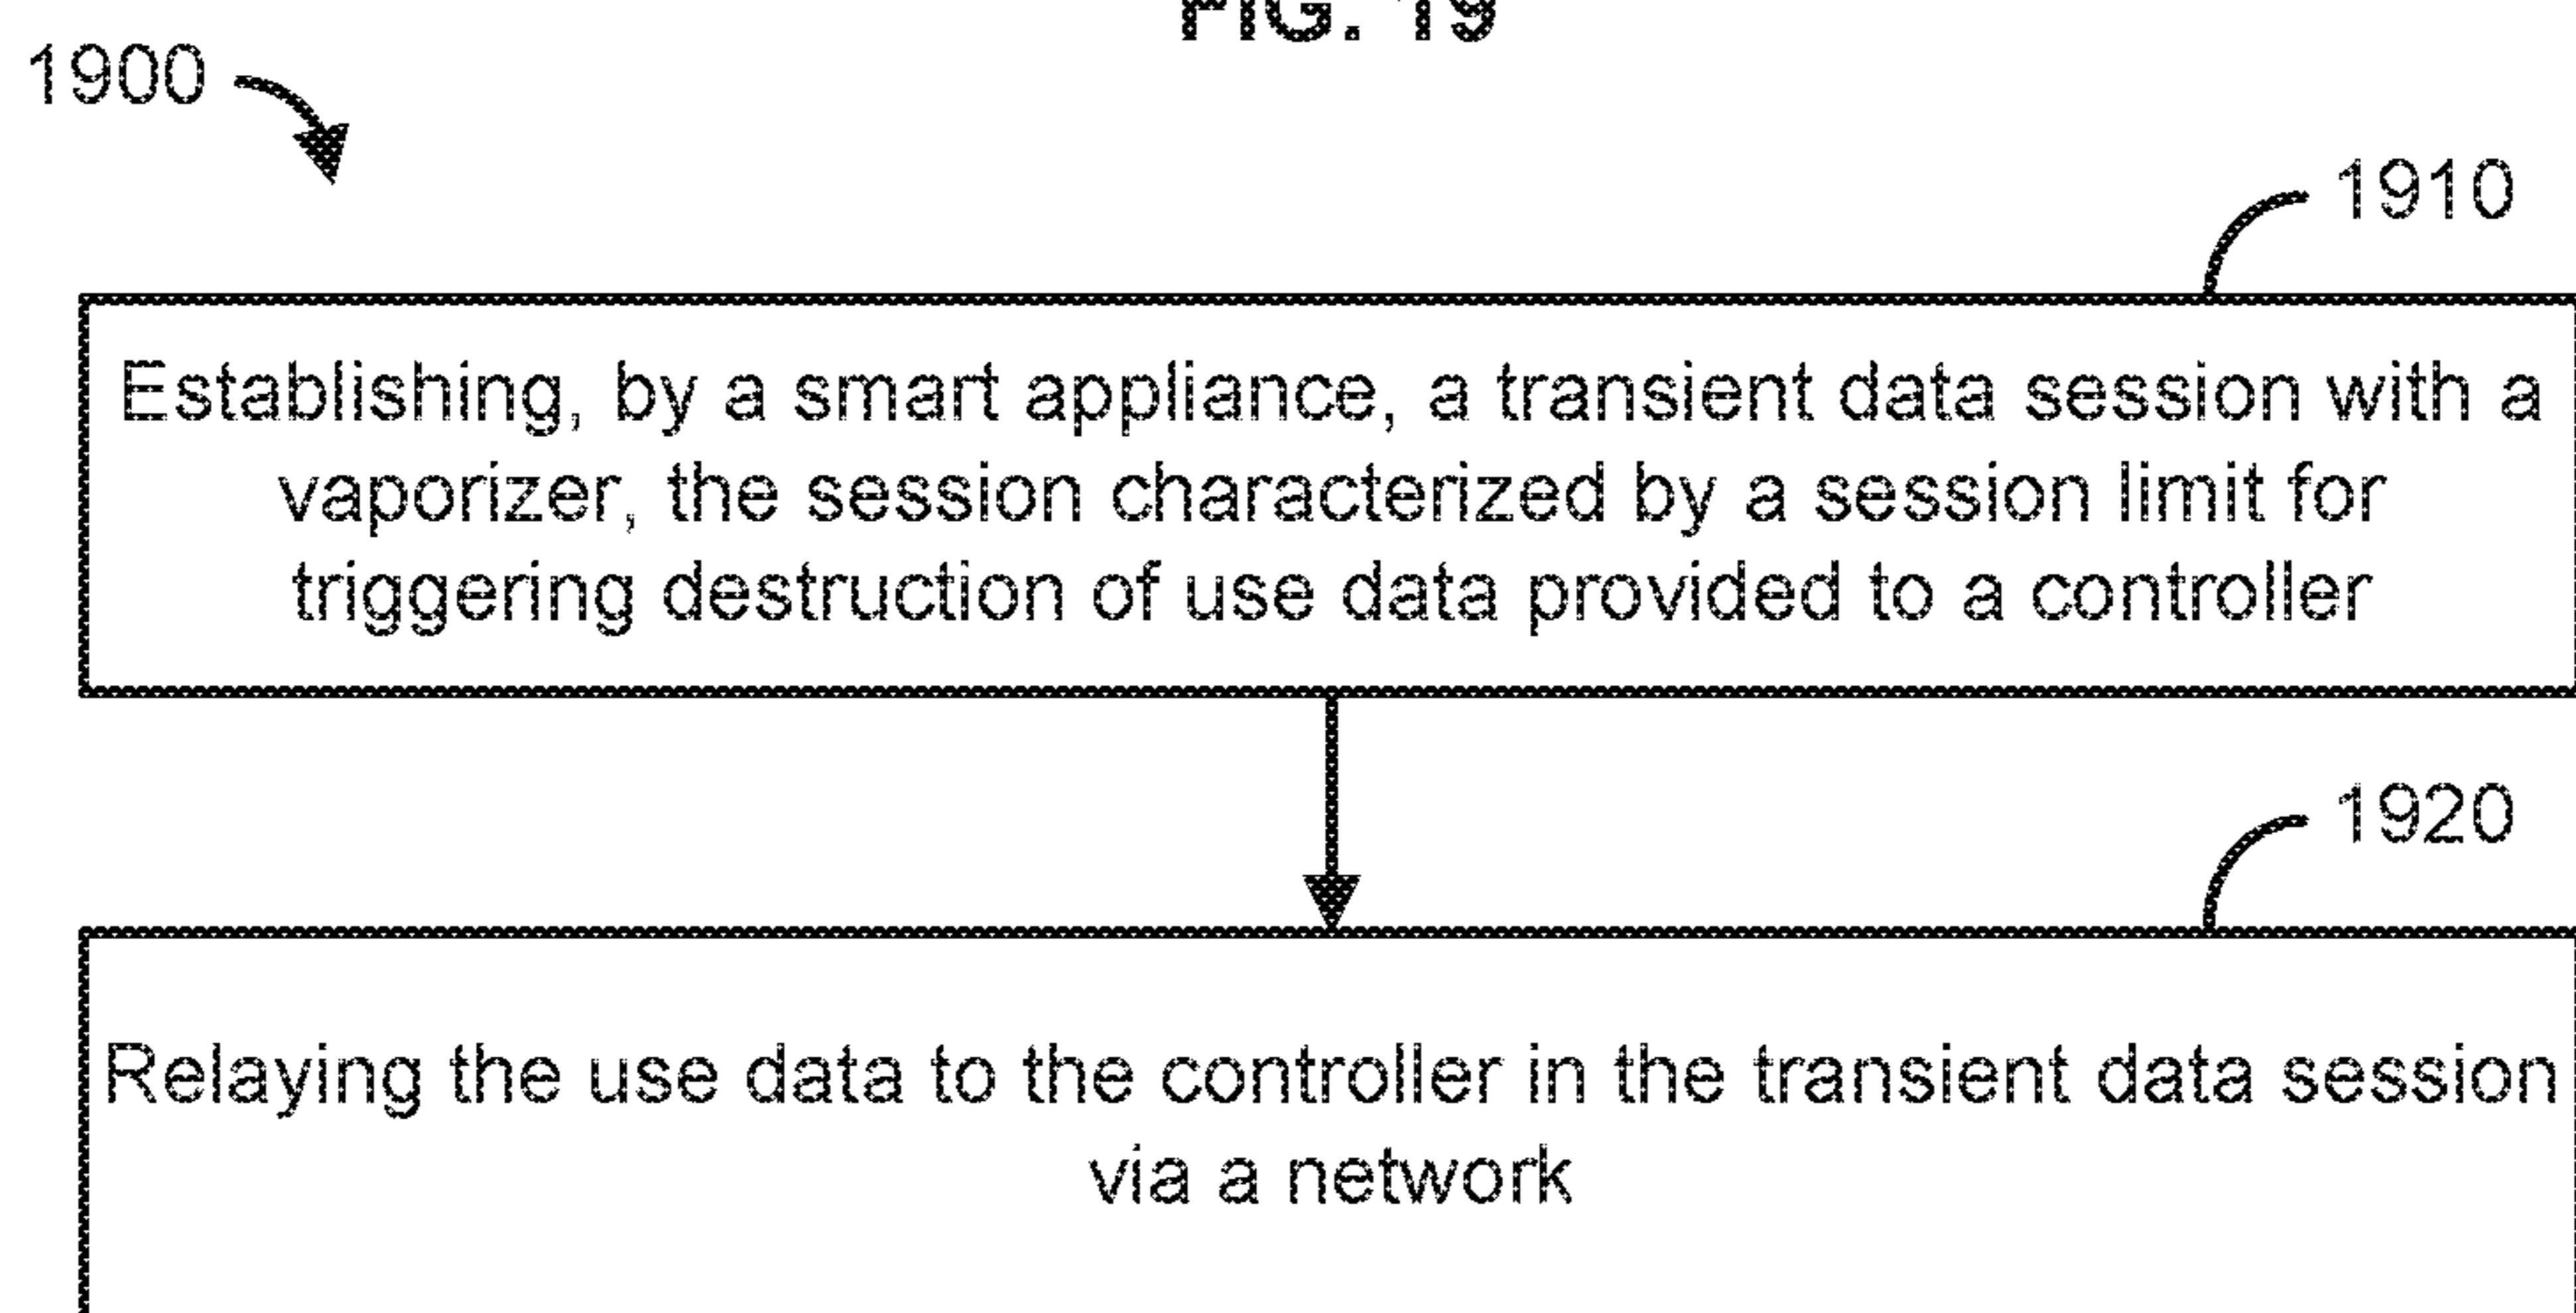 FIG. 19
1900
1910
Establishing, by a smart appliance, a transient data session with a
vaporizer, the session characterized by a session limit for
triggering destruction of use data provided to a controller
1920
Relaying the use data to the controller in the transient data session
via a network